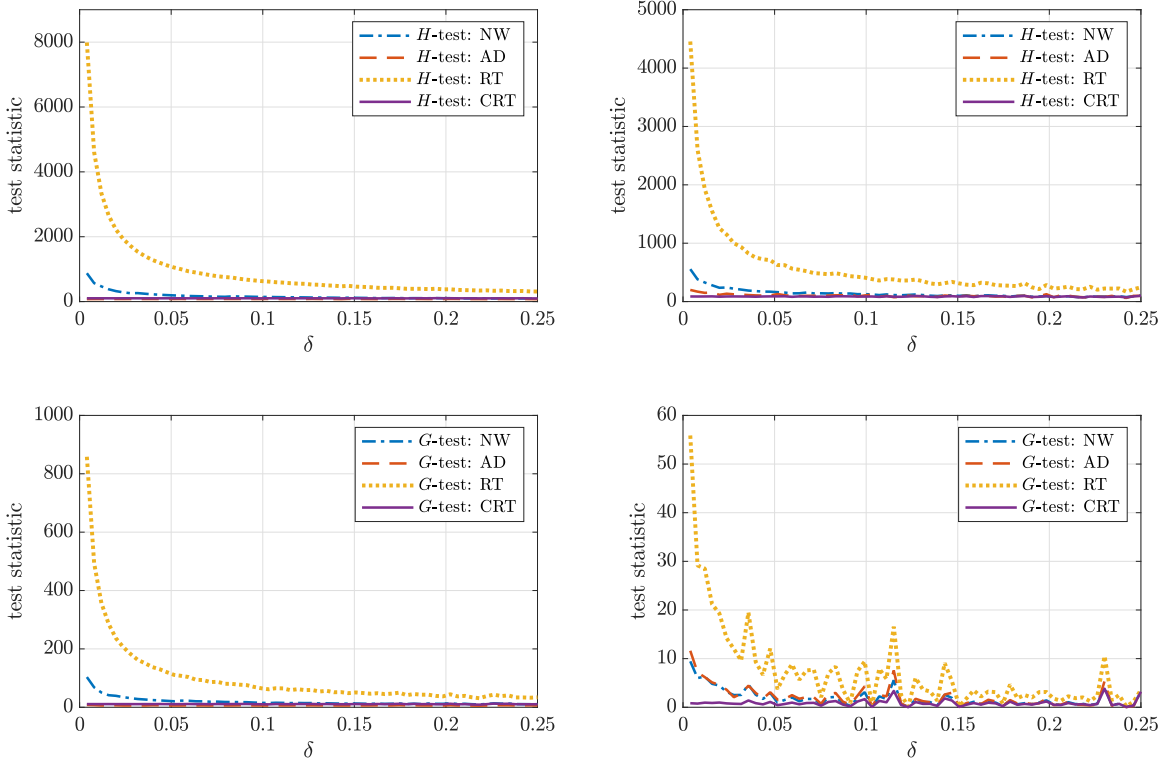 8000
6000
4000
2000
0
test statistic
H-test: NW
H-test: AD
H-test: RT
H-test: CRT
0 0.05 0.1 0.15 0.2 0.25
δ
5000
4000
3000
2000
1000
0
test statistic
H-test: NW
H-test: AD
H-test: RT
H-test: CRT
0 0.05 0.1 0.15 0.2 0.25
δ
1000
800
600
400
200
0
test statistic
G-test: NW
G-test: AD
G-test: RT
G-test: CRT
0 0.05 0.1 0.15 0.2 0.25
δ
60
50
40
30
20
10
0
test statistic
G-test: NW
G-test: AD
G-test: RT
G-test: CRT
0 0.05 0.1 0.15 0.2 0.25
δ